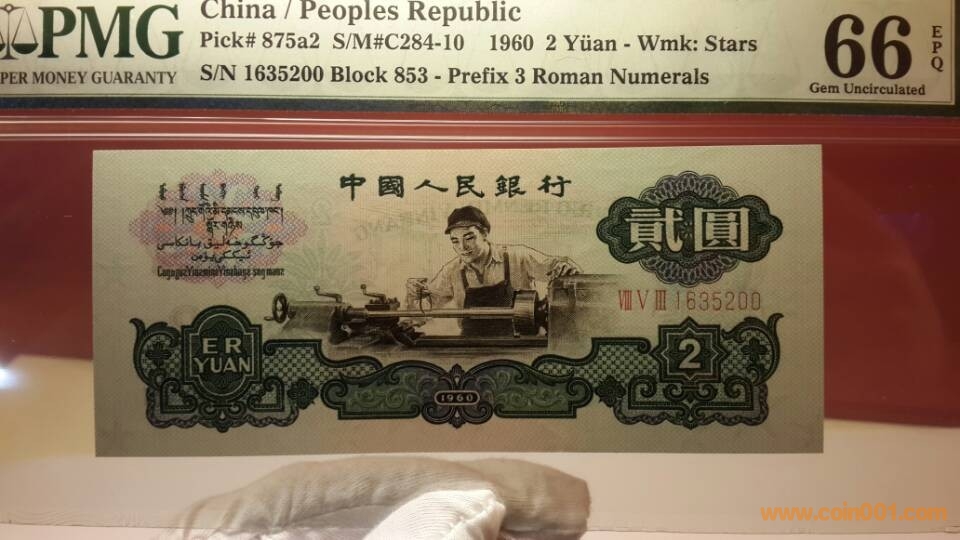 China / Peoples Republic
PMG
Pick# 875a2 S/M#C284-10 1960 2 Yüan - Wmk: Stars
PER MONEY GUARANTY
S/N 1635200 Block 853 - Prefix 3 Roman Numerals
66
EPQ
Gem Uncirculated
中國人民銀行
貳圓
VIII V III 1635200
ER
YUAN
2
1960
www.coin001.com